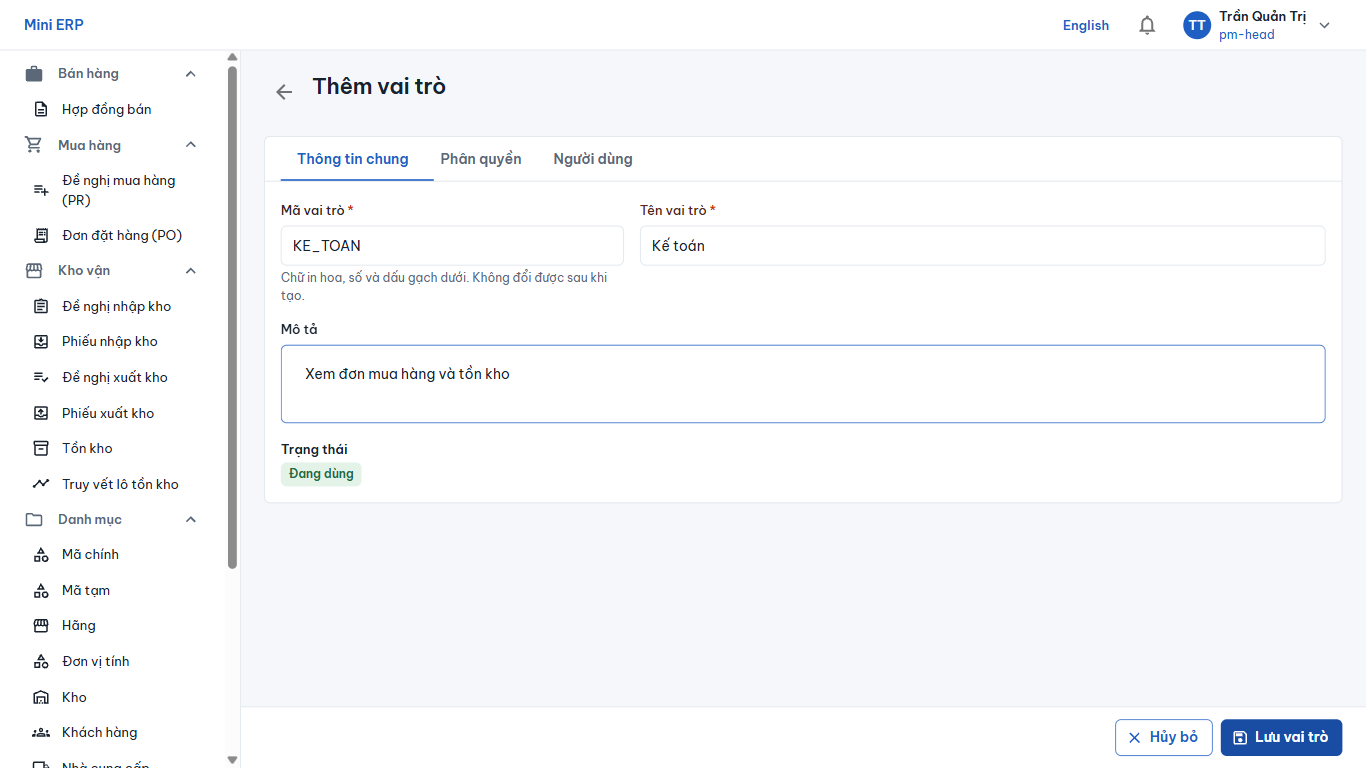 Mini ERP
English
TT
Trần Quản Trị
pm-head
Bán hàng
Hợp đồng bán
Mua hàng
Đề nghị mua hàng
(PR)
Đơn đặt hàng (PO)
Kho vận
Đề nghị nhập kho
Phiếu nhập kho
Đề nghị xuất kho
Phiếu xuất kho
Tồn kho
Truy vết lô tồn kho
Danh mục
Mã chính
Mã tạm
Hãng
Đơn vị tính
Kho
Khách hàng
Nhà cung cấp
Thêm vai trò
Thông tin chung
Phân quyền
Người dùng
Mã vai trò *
Tên vai trò *
KE_TOAN
Kế toán
Chữ in hoa, số và dấu gạch dưới. Không đổi được sau khi
tạo.
Mô tả
Xem đơn mua hàng và tồn kho
Trạng thái
Đang dùng
Hủy bỏ
Lưu vai trò